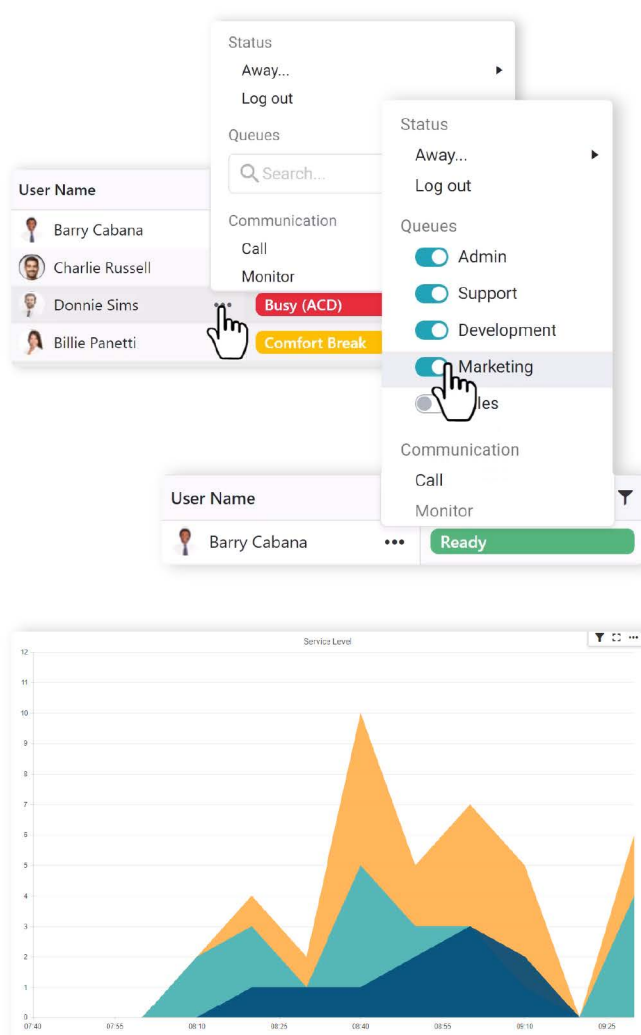 Status
Away...
Log out
Queues
Search...
Communication
Call
Monitor
Status
Away...
Log out
Queues
Admin
Support
Development
Marketing
les
Communication
Call
Monitor
User Name
Barry Cabana
Charlie Russell
Donnie Sims
Busy (ACD)
Billie Panetti
Comfort Break
User Name
Barry Cabana
Ready
Service Level
12
11
10
9
8
7
6
5
4
3
2
1
0
07:40 07:55 08:10 08:25 08:40 08:55 09:10 09:25